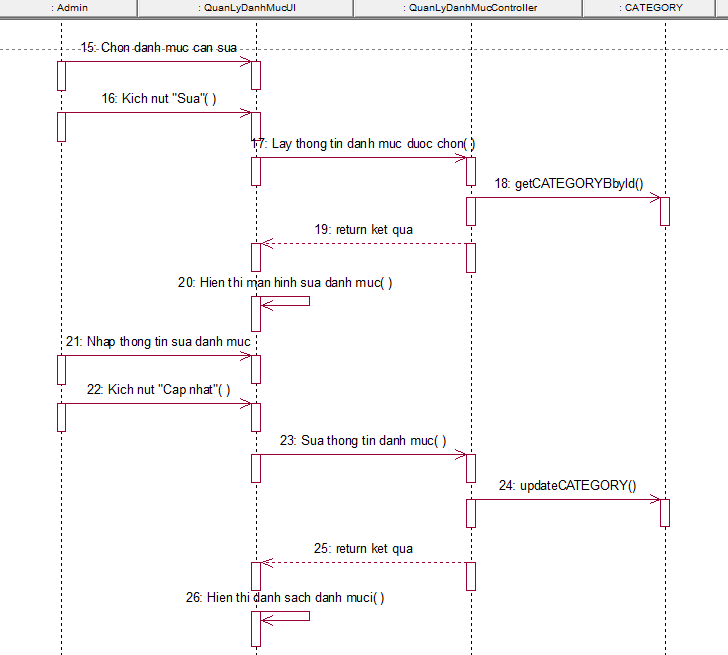 : Admin
: QuanLyDanhMucUI
: QuanLyDanhMucController
: CATEGORY
15: Chon danh muc can sua
16: Kich nut "Sua"( )
17: Lay thong tin danh muc duoc chon( )
18: getCATEGORYBbyId()
19: return ket qua
20: Hien thi man hinh sua danh muc( )
21: Nhap thong tin sua danh muc
22: Kich nut "Cap nhat"( )
23: Sua thong tin danh muc( )
24: updateCATEGORY()
25: return ket qua
26: Hien thi danh sach danh muci( )